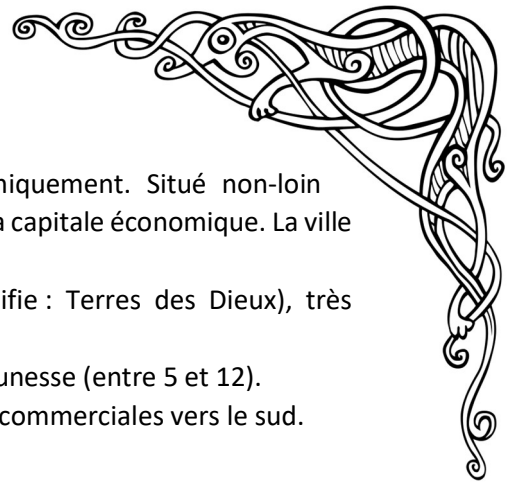 niquement. Situé non-loin
a capitale économique. La ville
ifie : Terres des Dieux), très
unesse (entre 5 et 12).
commerciales vers le sud.